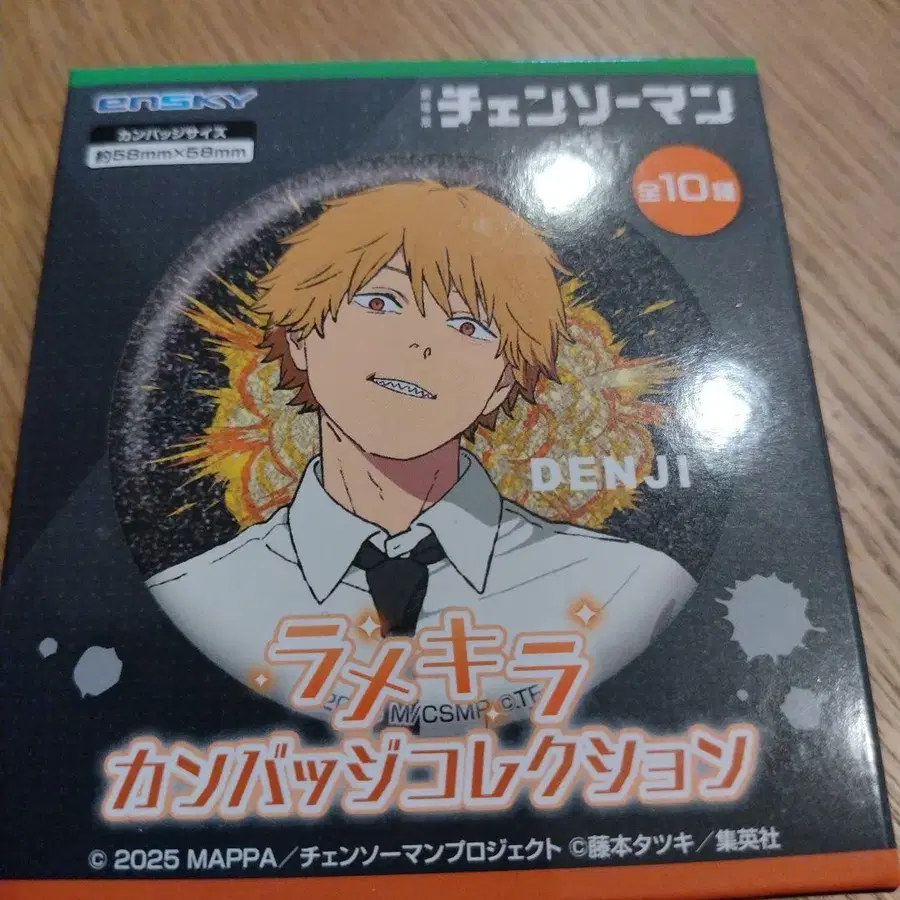 ensky
チェンソーマン
カンバッジサイズ
約58mm×58mm
全10種
DENJI
ラメキラ
M/CSMP ©.TF
カンバッジコレクション
© 2025 MAPPA／チェンソーマンプロジェクト ©藤本タツキ／集英社